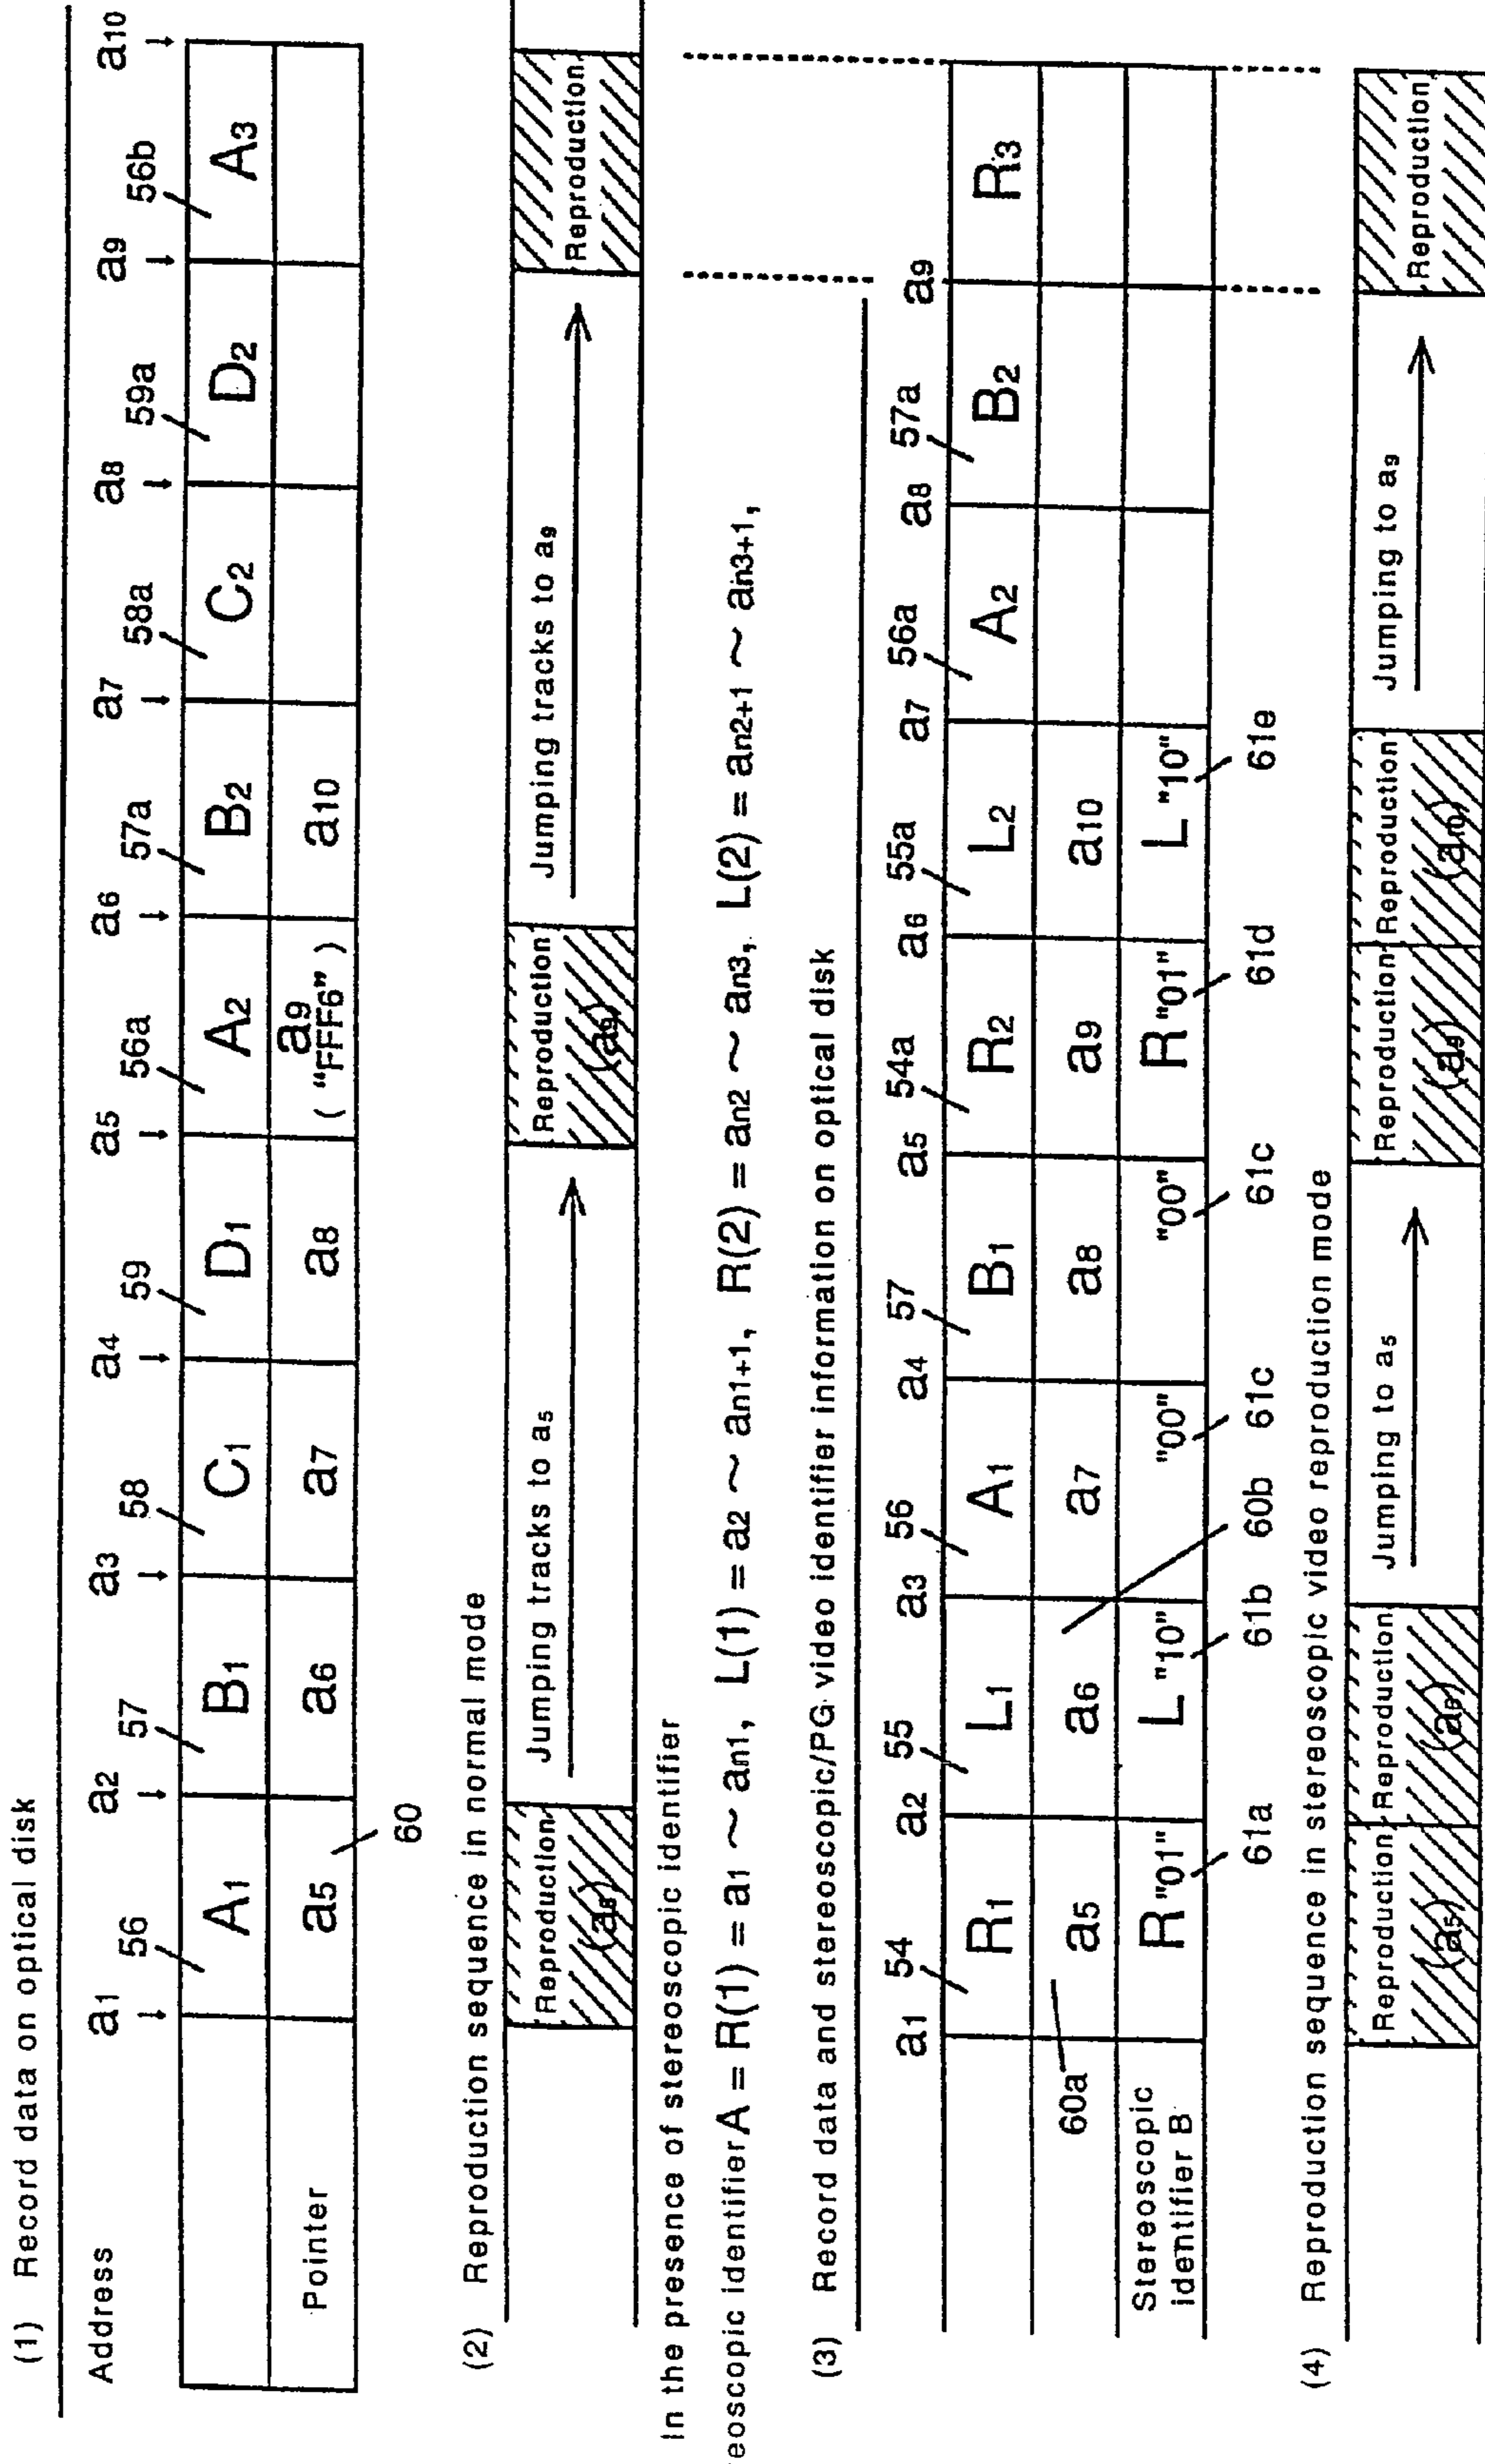 (1) Record data on optical disk
Address a1 a2 a3 a4 a5 a6 a7 a8 a9 a10
56 57 58 59 56a 57a 58a 59a 56b
A1 B1 C1 D1 A2 B2 C2 D2 A3
Pointer a5 a6 a7 a8 a9 ("FFF6") a10
60
(2) Reproduction sequence in normal mode
Reproduction Jumping tracks to a5 Reproduction Jumping tracks to a9 Reproduction
(a9)
In the presence of stereoscopic identifier
eoscopic identifier A = R(1) = a1 ~ an1, L(1) = a2 ~ an1+1, R(2) = an2 ~ an3, L(2) = an2+1 ~ an3+1,
(3) Record data and stereoscopic/PG video identifier information on optical disk
a1 a2 a3 a4 a5 a6 a7 a8 a9
54 55 56 57 54a 55a 56a 57a
R1 L1 A1 B1 R2 L2 A2 B2 R3
60a a5 a6 a7 a8 a9 a10
Stereoscopic identifier B R "01" L "10" "00" "00" R "01" L "10"
61a 61b 60b 61c 61c 61d 61e
(4) Reproduction sequence in stereoscopic video reproduction mode
Reproduction Reproduction Jumping to a5 Reproduction Reproduction Jumping to a9 Reproduction
(a5) (a6) (a9) (a10)